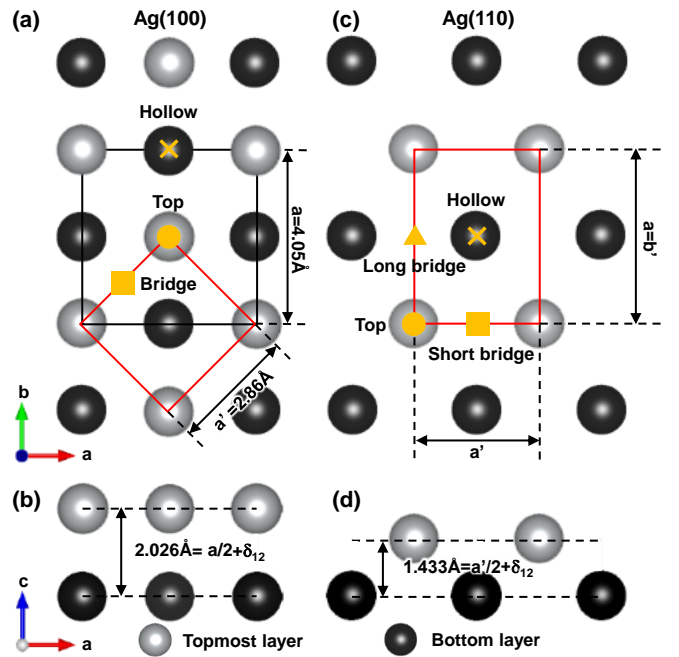 (a) Ag(100)
Hollow
Top
Bridge
a=4.05Å
a'=2.86Å
b
a
(c) Ag(110)
Hollow
Long bridge
Top
Short bridge
a=b'
a'
(b)
2.026Å= a/2+δ₁₂
c
a
Topmost layer
(d)
1.433Å=a'/2+δ₁₂
Bottom layer